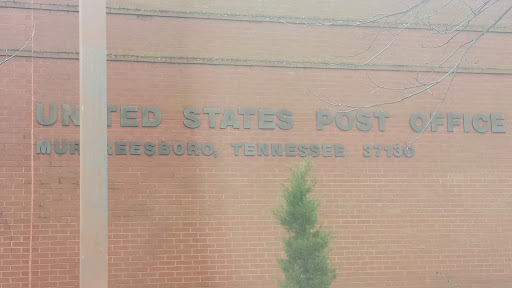 UNITED STATES POST OFFICE
MURFREESBORO, TENNESSEE 37130